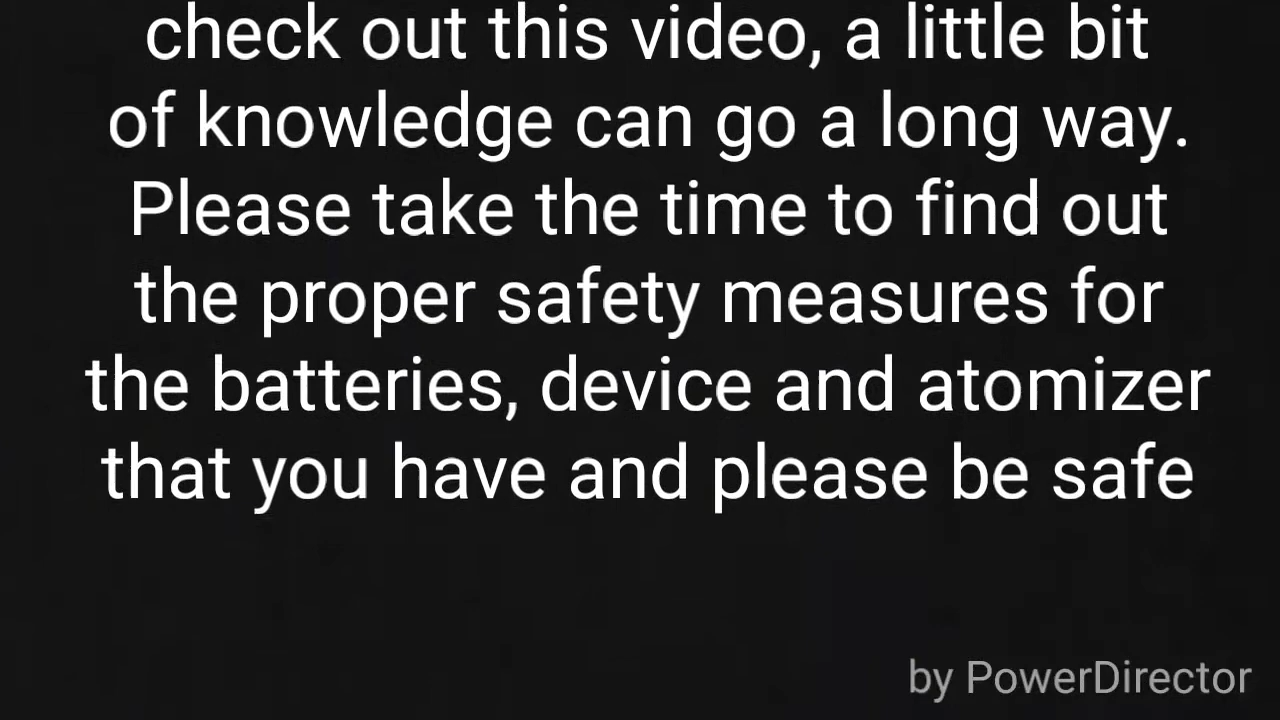 check out this video, a little bit
of knowledge can go a long way.
Please take the time to find out
the proper safety measures for
the batteries, device and atomizer
that you have and please be safe
by PowerDirector